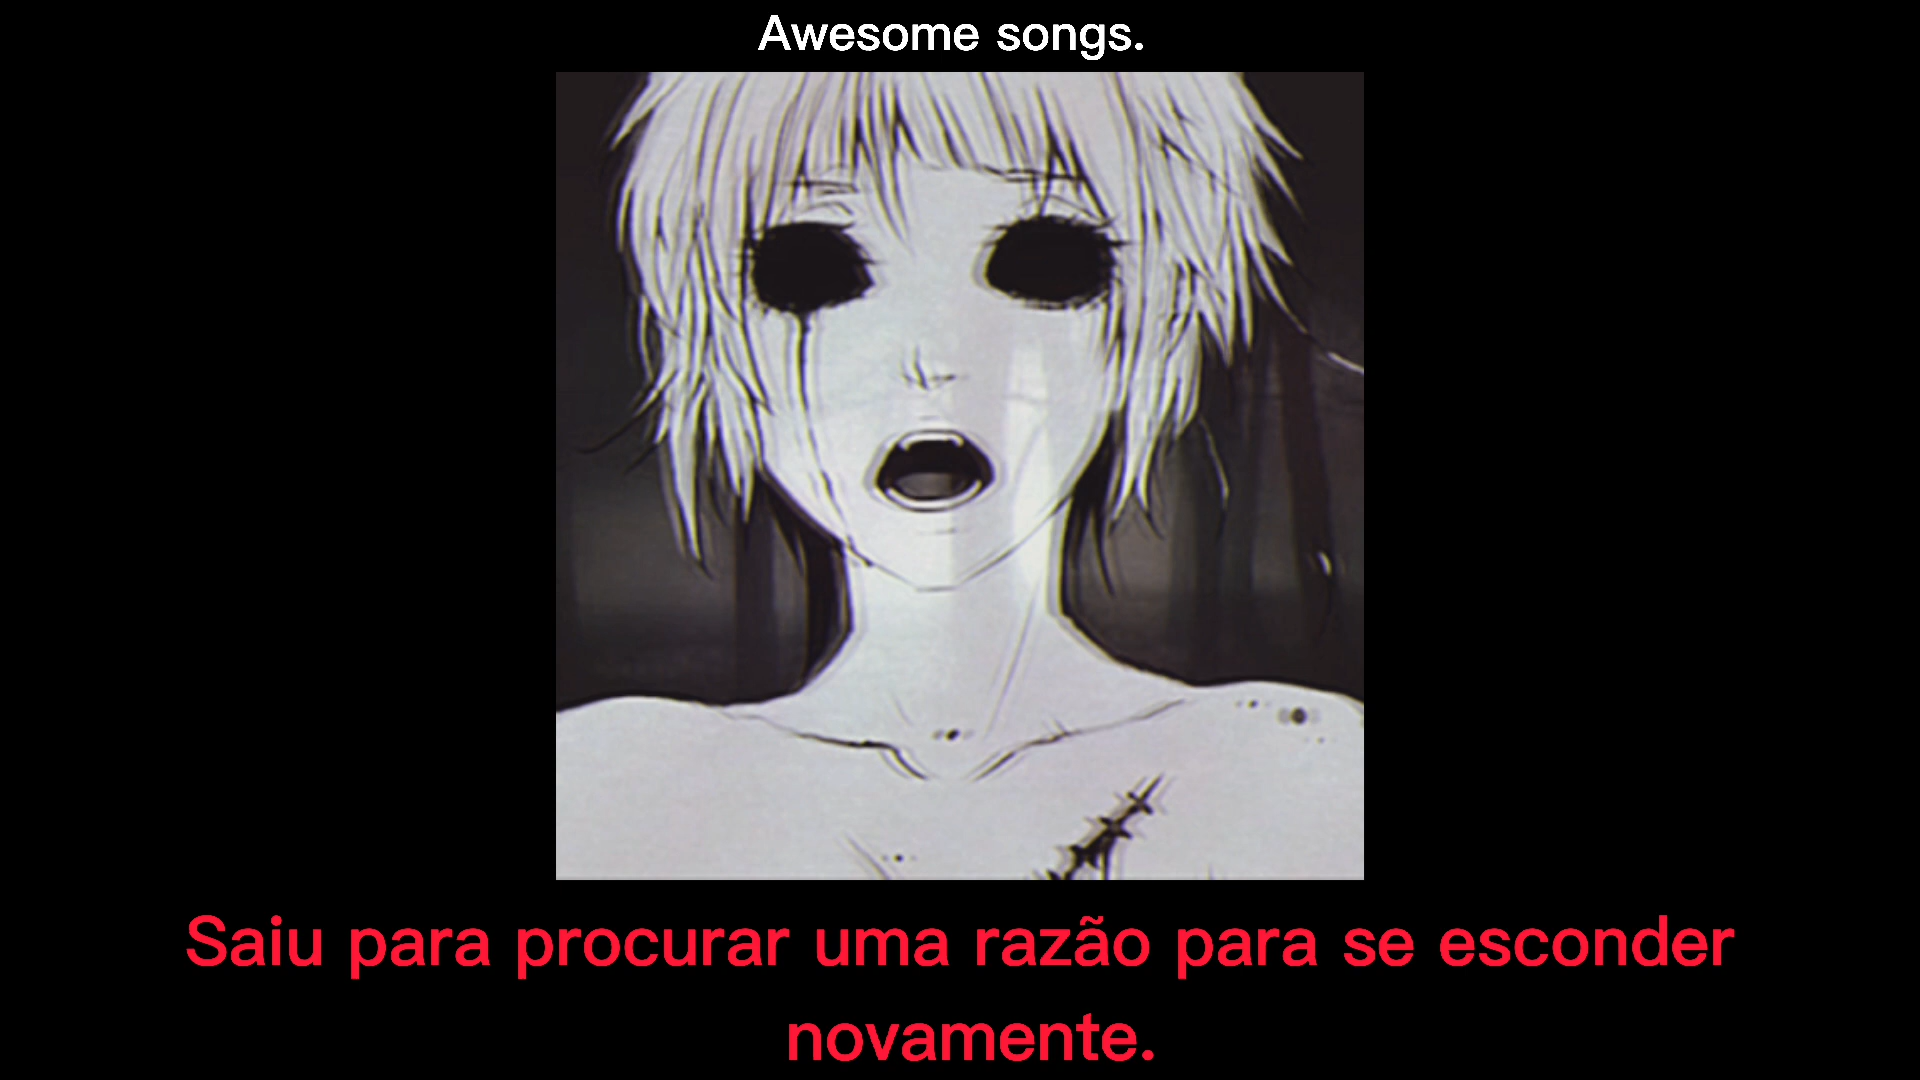 Awesome songs.
Saiu para procurar uma razão para se esconder
novamente.